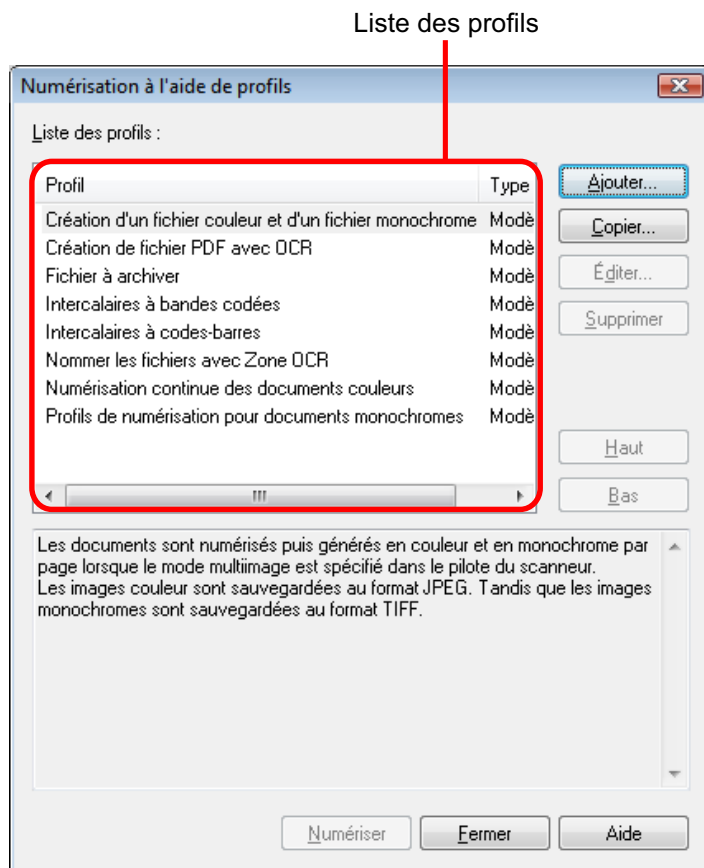 Liste des profils
Numérisation à l'aide de profils
Liste des profils :
Profil Type
Création d'un fichier couleur et d'un fichier monochrome Modè
Création de fichier PDF avec OCR Modè
Fichier à archiver Modè
Intercalaires à bandes codées Modè
Intercalaires à codes-barres Modè
Nommer les fichiers avec Zone OCR Modè
Numérisation continue des documents couleurs Modè
Profils de numérisation pour documents monochromes Modè
Ajouter...
Copier...
Éditer...
Supprimer
Haut
Bas
Les documents sont numérisés puis générés en couleur et en monochrome par
page lorsque le mode multiimage est spécifié dans le pilote du scanneur.
Les images couleur sont sauvegardées au format JPEG. Tandis que les images
monochromes sont sauvegardées au format TIFF.
Numériser Fermer Aide